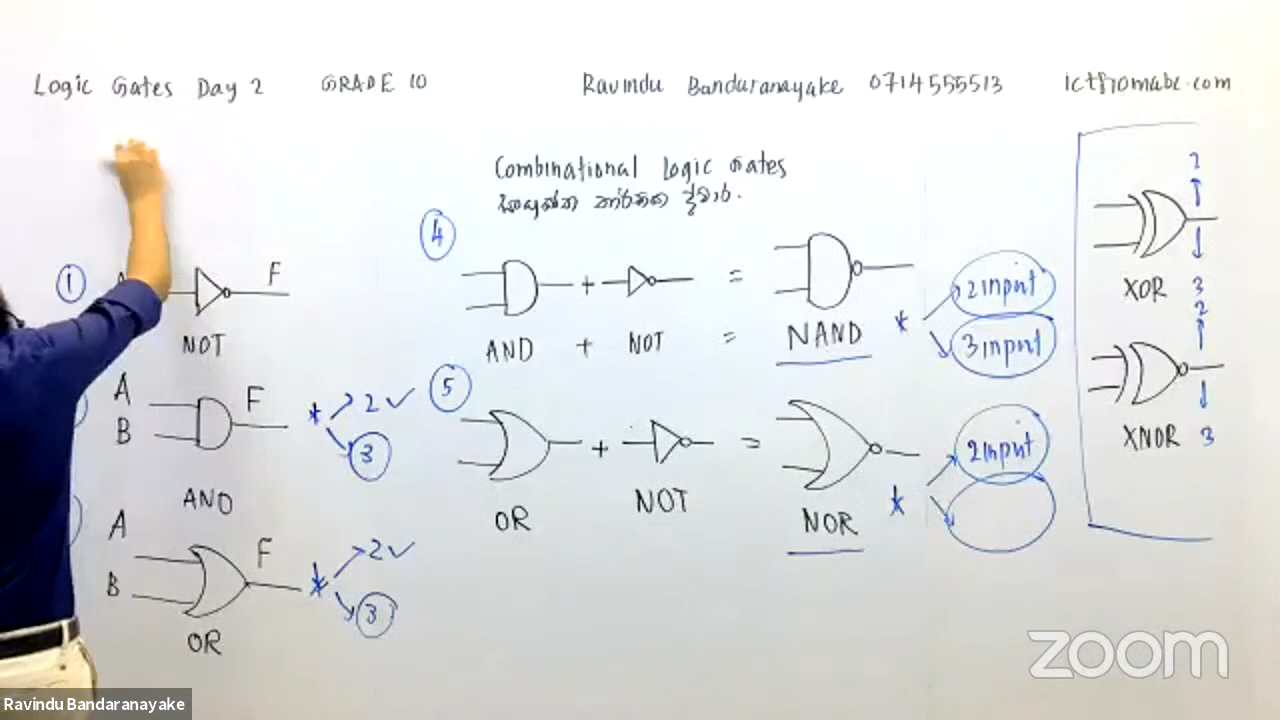 Logic Gates Day 2 GRADE 10 Ravindu Banduranayake 0714555513 ictfromabc.com
Combinational Logic Gates
සංයුක්ත තාර්කික ද්වාර.
1
F
NOT
A
B
F
2
3
AND
A
B
F
2
3
OR
4
+ =
AND + NOT = NAND
2 input
3 input
5
+ =
OR NOT NOR
2 input
2
XOR 3
2
XNOR 3
zoom
Ravindu Bandaranayake